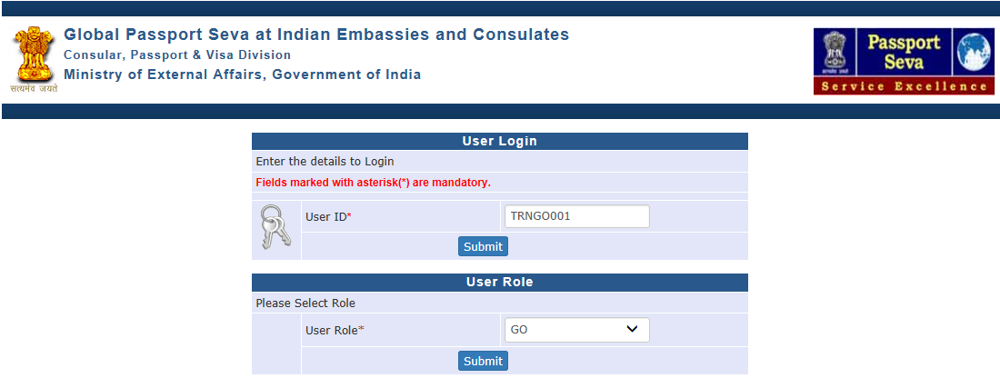 Global Passport Seva at Indian Embassies and Consulates
Consular, Passport & Visa Division
Ministry of External Affairs, Government of India
सत्यमेव जयते
Passport
Seva
Service Excellence
User Login
Enter the details to Login
Fields marked with asterisk(*) are mandatory.
User ID* TRNGO001
Submit
User Role
Please Select Role
User Role* GO
Submit